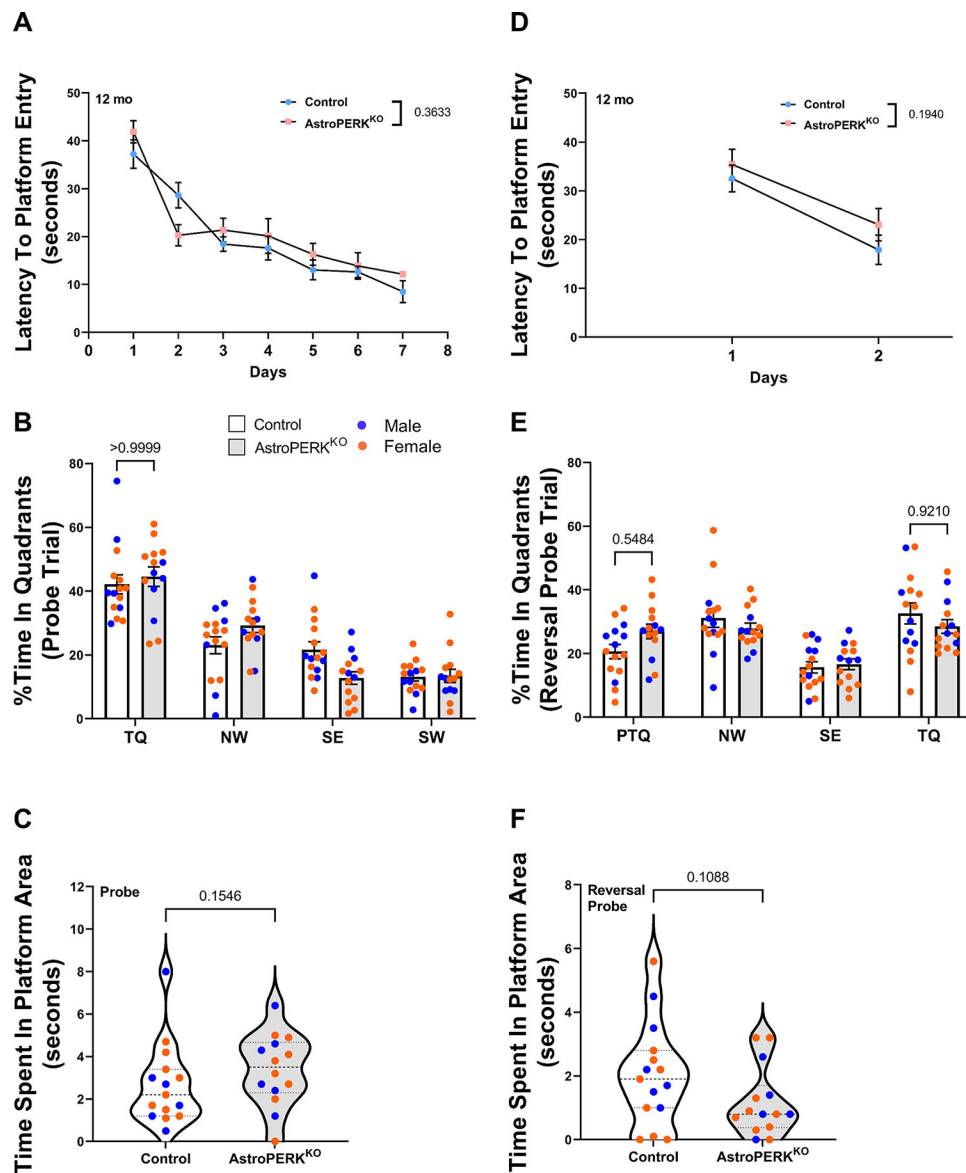 A
Latency To Platform Entry
(seconds)
50
40
30
20
10
0
12 mo
Control
AstroPERKKO
0.3633
0 1 2 3 4 5 6 7 8
Days
D
Latency To Platform Entry
(seconds)
50
40
30
20
10
0
12 mo
Control
AstroPERKKO
0.1940
1 2
Days
B
Control
AstroPERKKO
Male
Female
%Time In Quadrants
(Probe Trial)
80
60
40
20
0
>0.9999
TQ NW SE SW
E
%Time In Quadrants
(Reversal Probe Trial)
80
60
40
20
0
0.5484
0.9210
PTQ NW SE TQ
C
Time Spent In Platform Area
(seconds)
12
10
8
6
4
2
0
Probe
0.1546
Control AstroPERKKO
F
Time Spent In Platform Area
(seconds)
8
6
4
2
0
Reversal
Probe
0.1088
Control AstroPERKKO